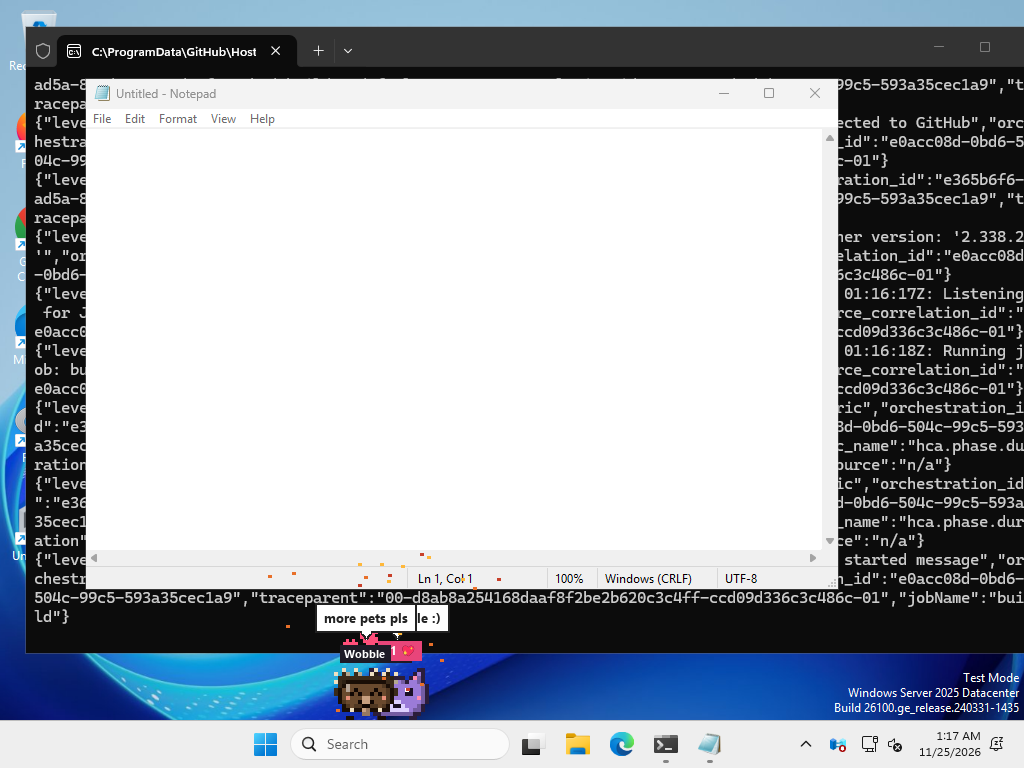 C:\ProgramData\GitHub\Host
Untitled - Notepad
File Edit Format View Help
ad5a-8
99c5-593a35cec1a9","t
racepa
{"leve
ected to GitHub","orc
hestra
_id":"e0acc08d-0bd6-5
04c-99
c-01"}
{"leve
ration_id":"e365b6f6-
ad5a-8
99c5-593a35cec1a9","t
racepa
{"leve
ner version: '2.338.2
'","or
elation_id":"e0acc08d
-0bd6-
6c3c486c-01"}
{"leve
01:16:17Z: Listening
for J
rce_correlation_id":"
e0acc0
ccd09d336c3c486c-01"}
{"leve
01:16:18Z: Running j
ob: bu
rce_correlation_id":"
e0acc0
ccd09d336c3c486c-01"}
{"leve
ric","orchestration_i
d":"e3
8d-0bd6-504c-99c5-593
a35cec
c_name":"hca.phase.dur
ration
ource":"n/a"}
{"leve
ic","orchestration_id
":"e36
d-0bd6-504c-99c5-593a
35cec1
_name":"hca.phase.dur
ation"
ce":"n/a"}
{"leve
started message","or
chestr
_id":"e0acc08d-0bd6-
504c-99c5-593a35cec1a9","traceparent":"00-d8ab8a254168daaf8f2be2b620c3c4ff-ccd09d336c3c486c-01","jobName":"bui
ld"}
Ln 1, Col 1
100%
Windows (CRLF)
UTF-8
more pets pls
le :)
Wobble
1
Test Mode
Windows Server 2025 Datacenter
Build 26100.ge_release.240331-1435
Search
1:17 AM
11/25/2026